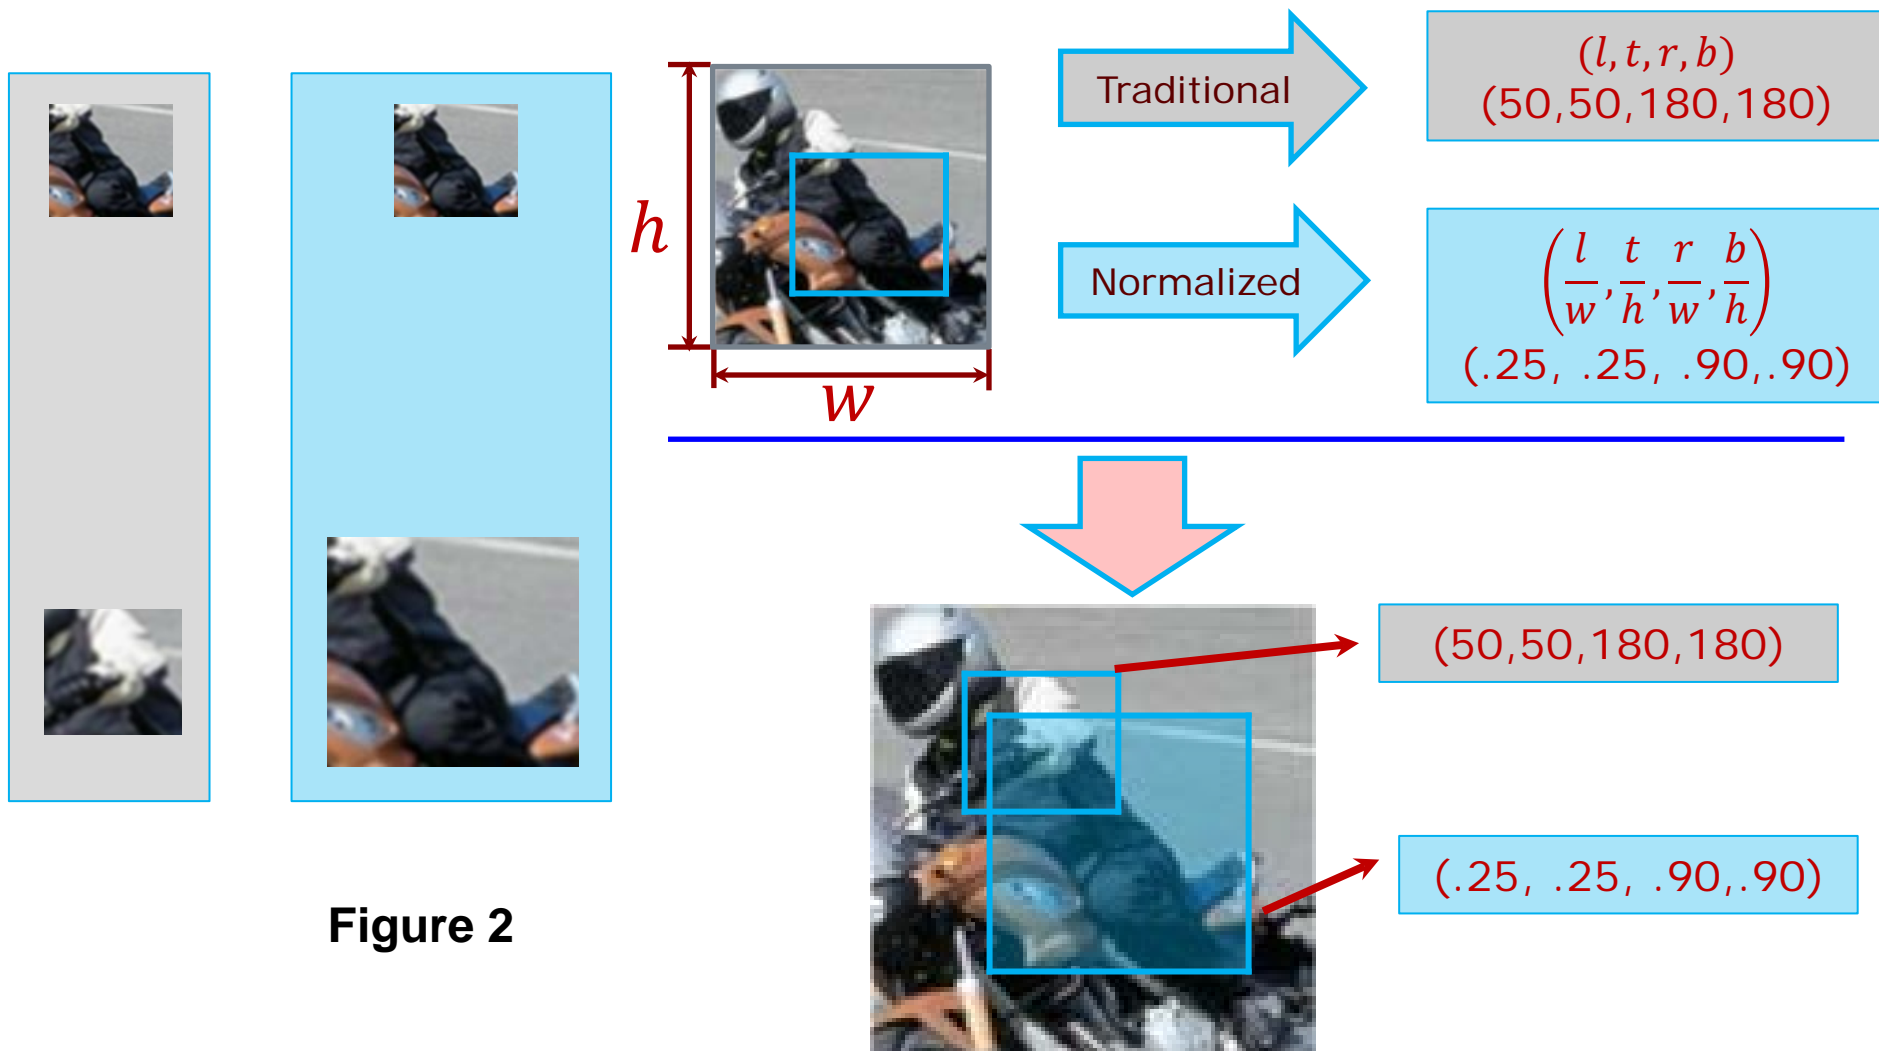 Traditional
(l, t, r, b)
(50,50,180,180)
h
w
Normalized
(l/w, t/h, r/w, b/h)
(.25, .25, .90,.90)
(50,50,180,180)
(.25, .25, .90,.90)
Figure 2